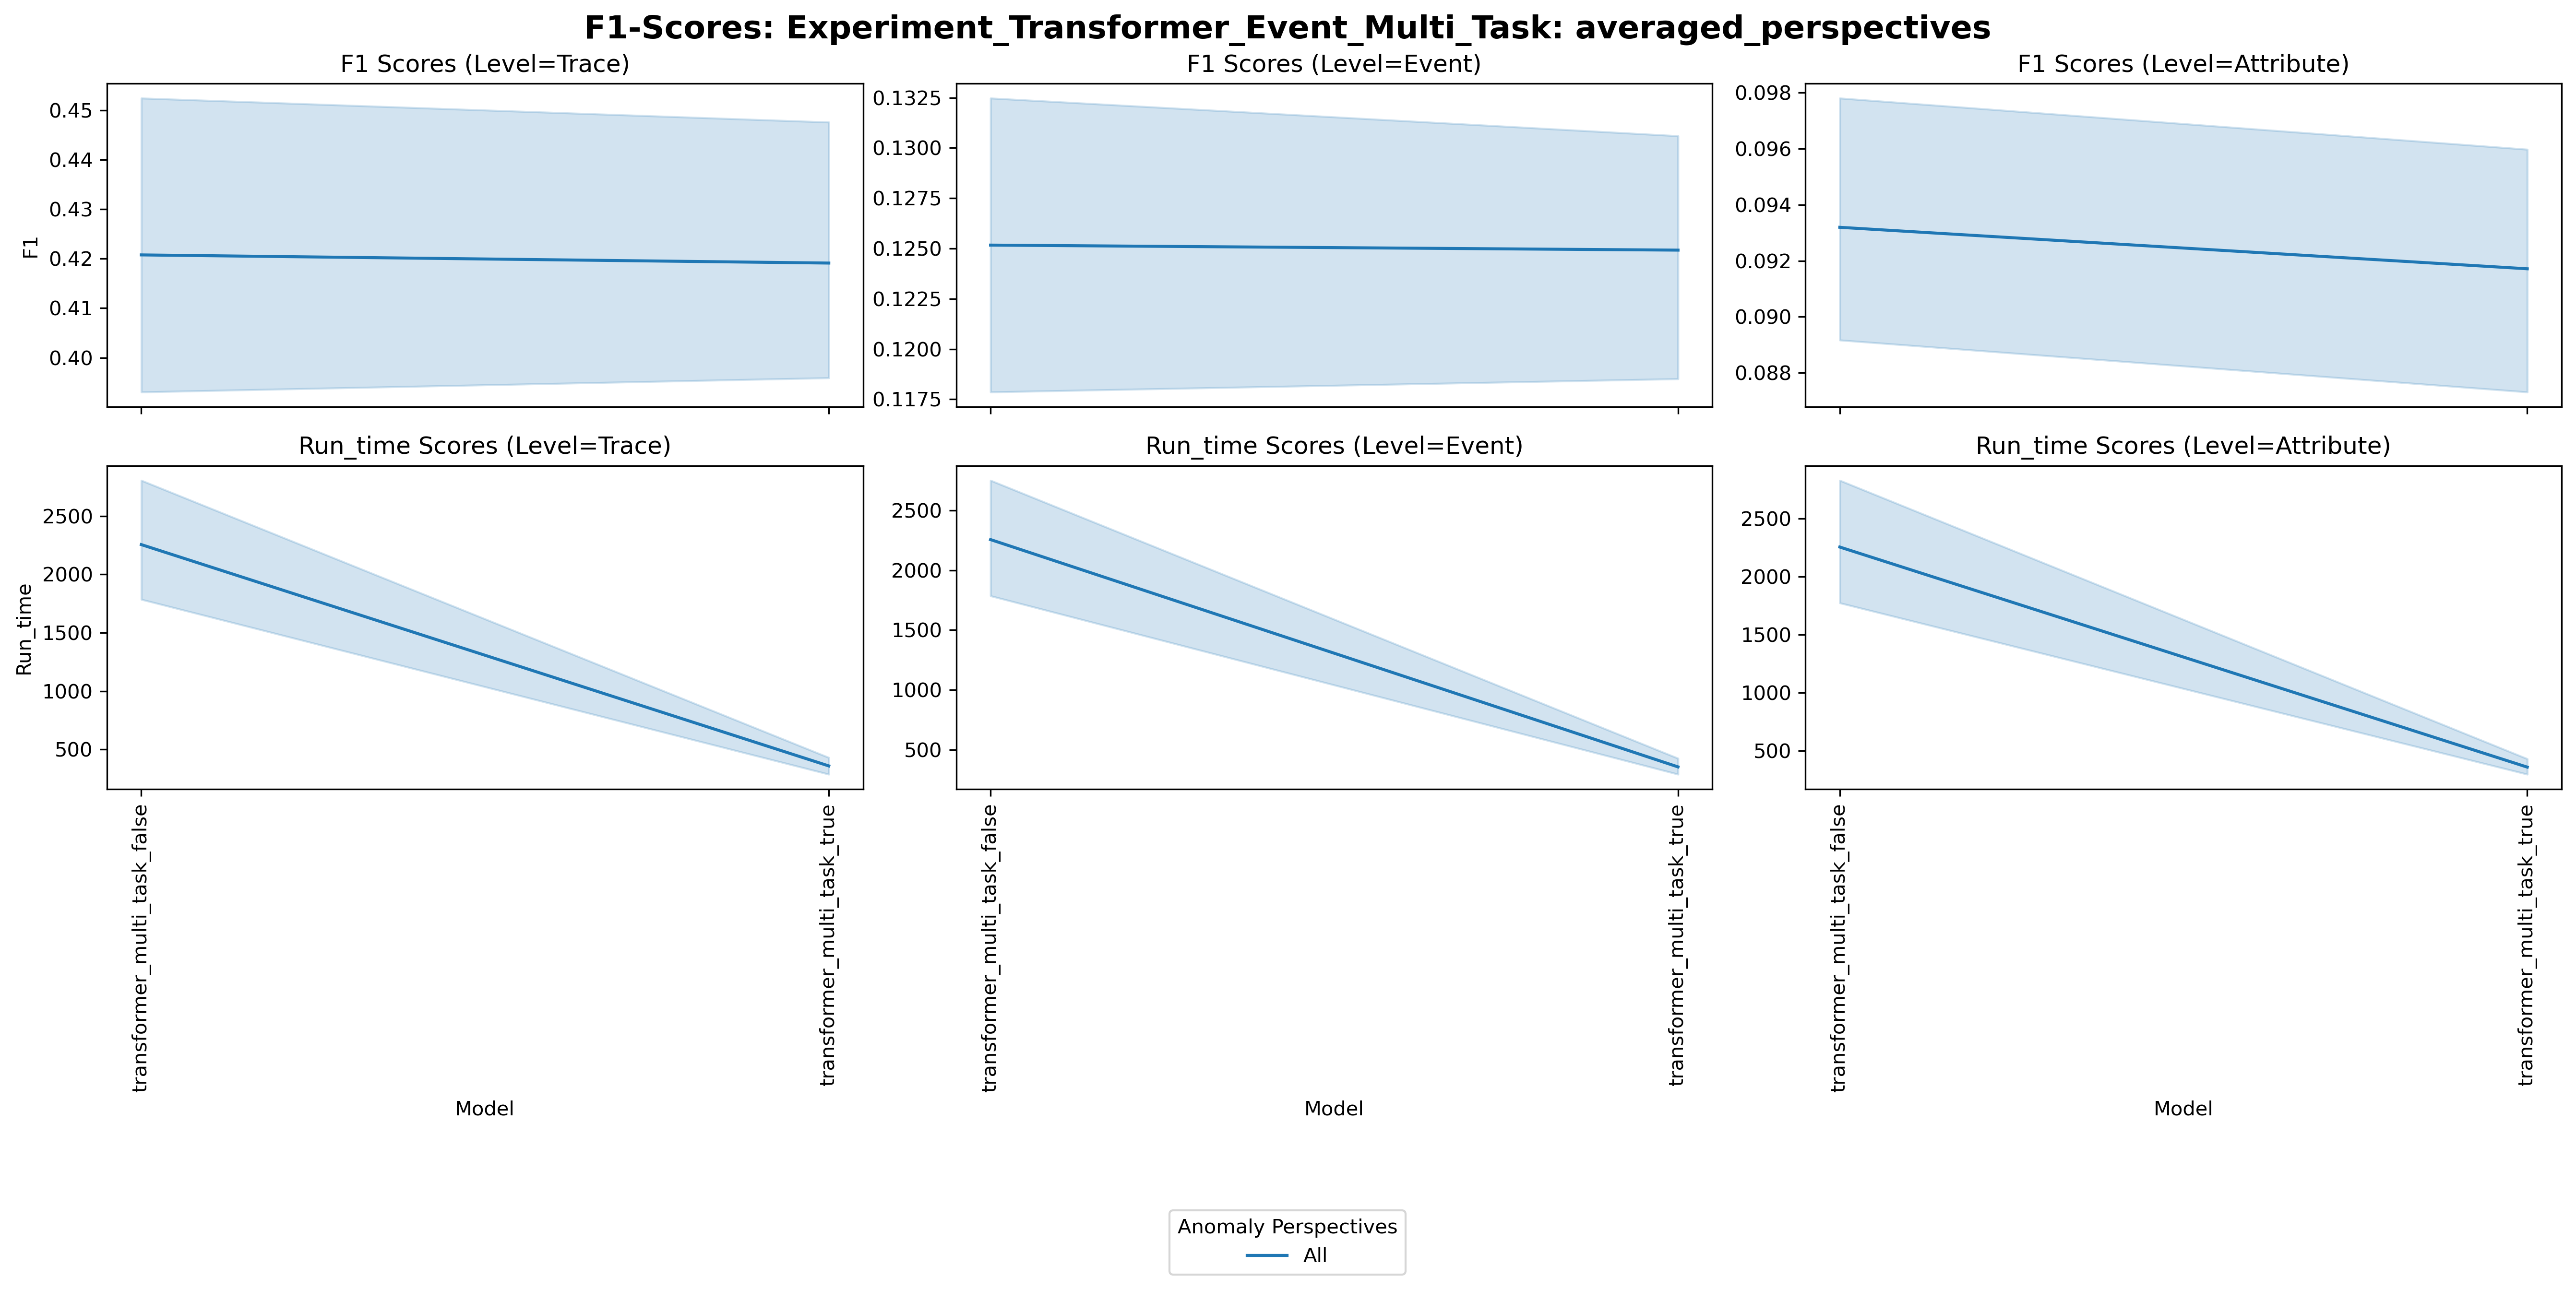 F1-Scores: Experiment_Transformer_Event_Multi_Task: averaged_perspectives
F1 Scores (Level=Trace)
F1
0.45
0.44
0.43
0.42
0.41
0.40
F1 Scores (Level=Event)
0.1325
0.1300
0.1275
0.1250
0.1225
0.1200
0.1175
F1 Scores (Level=Attribute)
0.098
0.096
0.094
0.092
0.090
0.088
Run_time Scores (Level=Trace)
Run_time
2500
2000
1500
1000
500
transformer_multi_task_false
transformer_multi_task_true
Model
Run_time Scores (Level=Event)
2500
2000
1500
1000
500
transformer_multi_task_false
transformer_multi_task_true
Model
Run_time Scores (Level=Attribute)
2500
2000
1500
1000
500
transformer_multi_task_false
transformer_multi_task_true
Model
Anomaly Perspectives
All